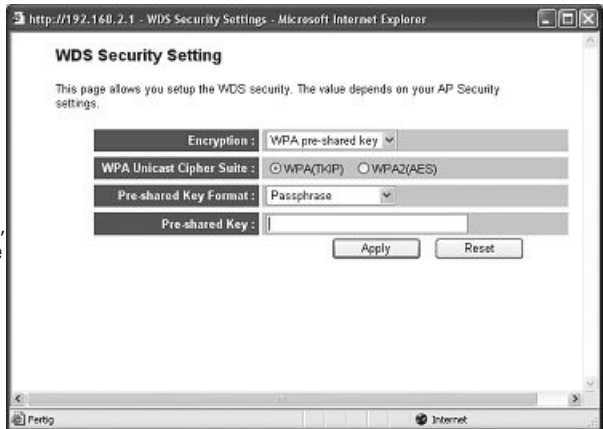 http://192.168.2.1 - WDS Security Settings - Microsoft Internet Explorer
WDS Security Setting
This page allows you setup the WDS security. The value depends on your AP Security
settings.
Encryption : WPA pre-shared key
WPA Unicast Cipher Suite : WPA(TKIP) WPA2(AES)
Pre-shared Key Format : Passphrase
Pre-shared Key :
,
e
Apply Reset
Fertig Internet